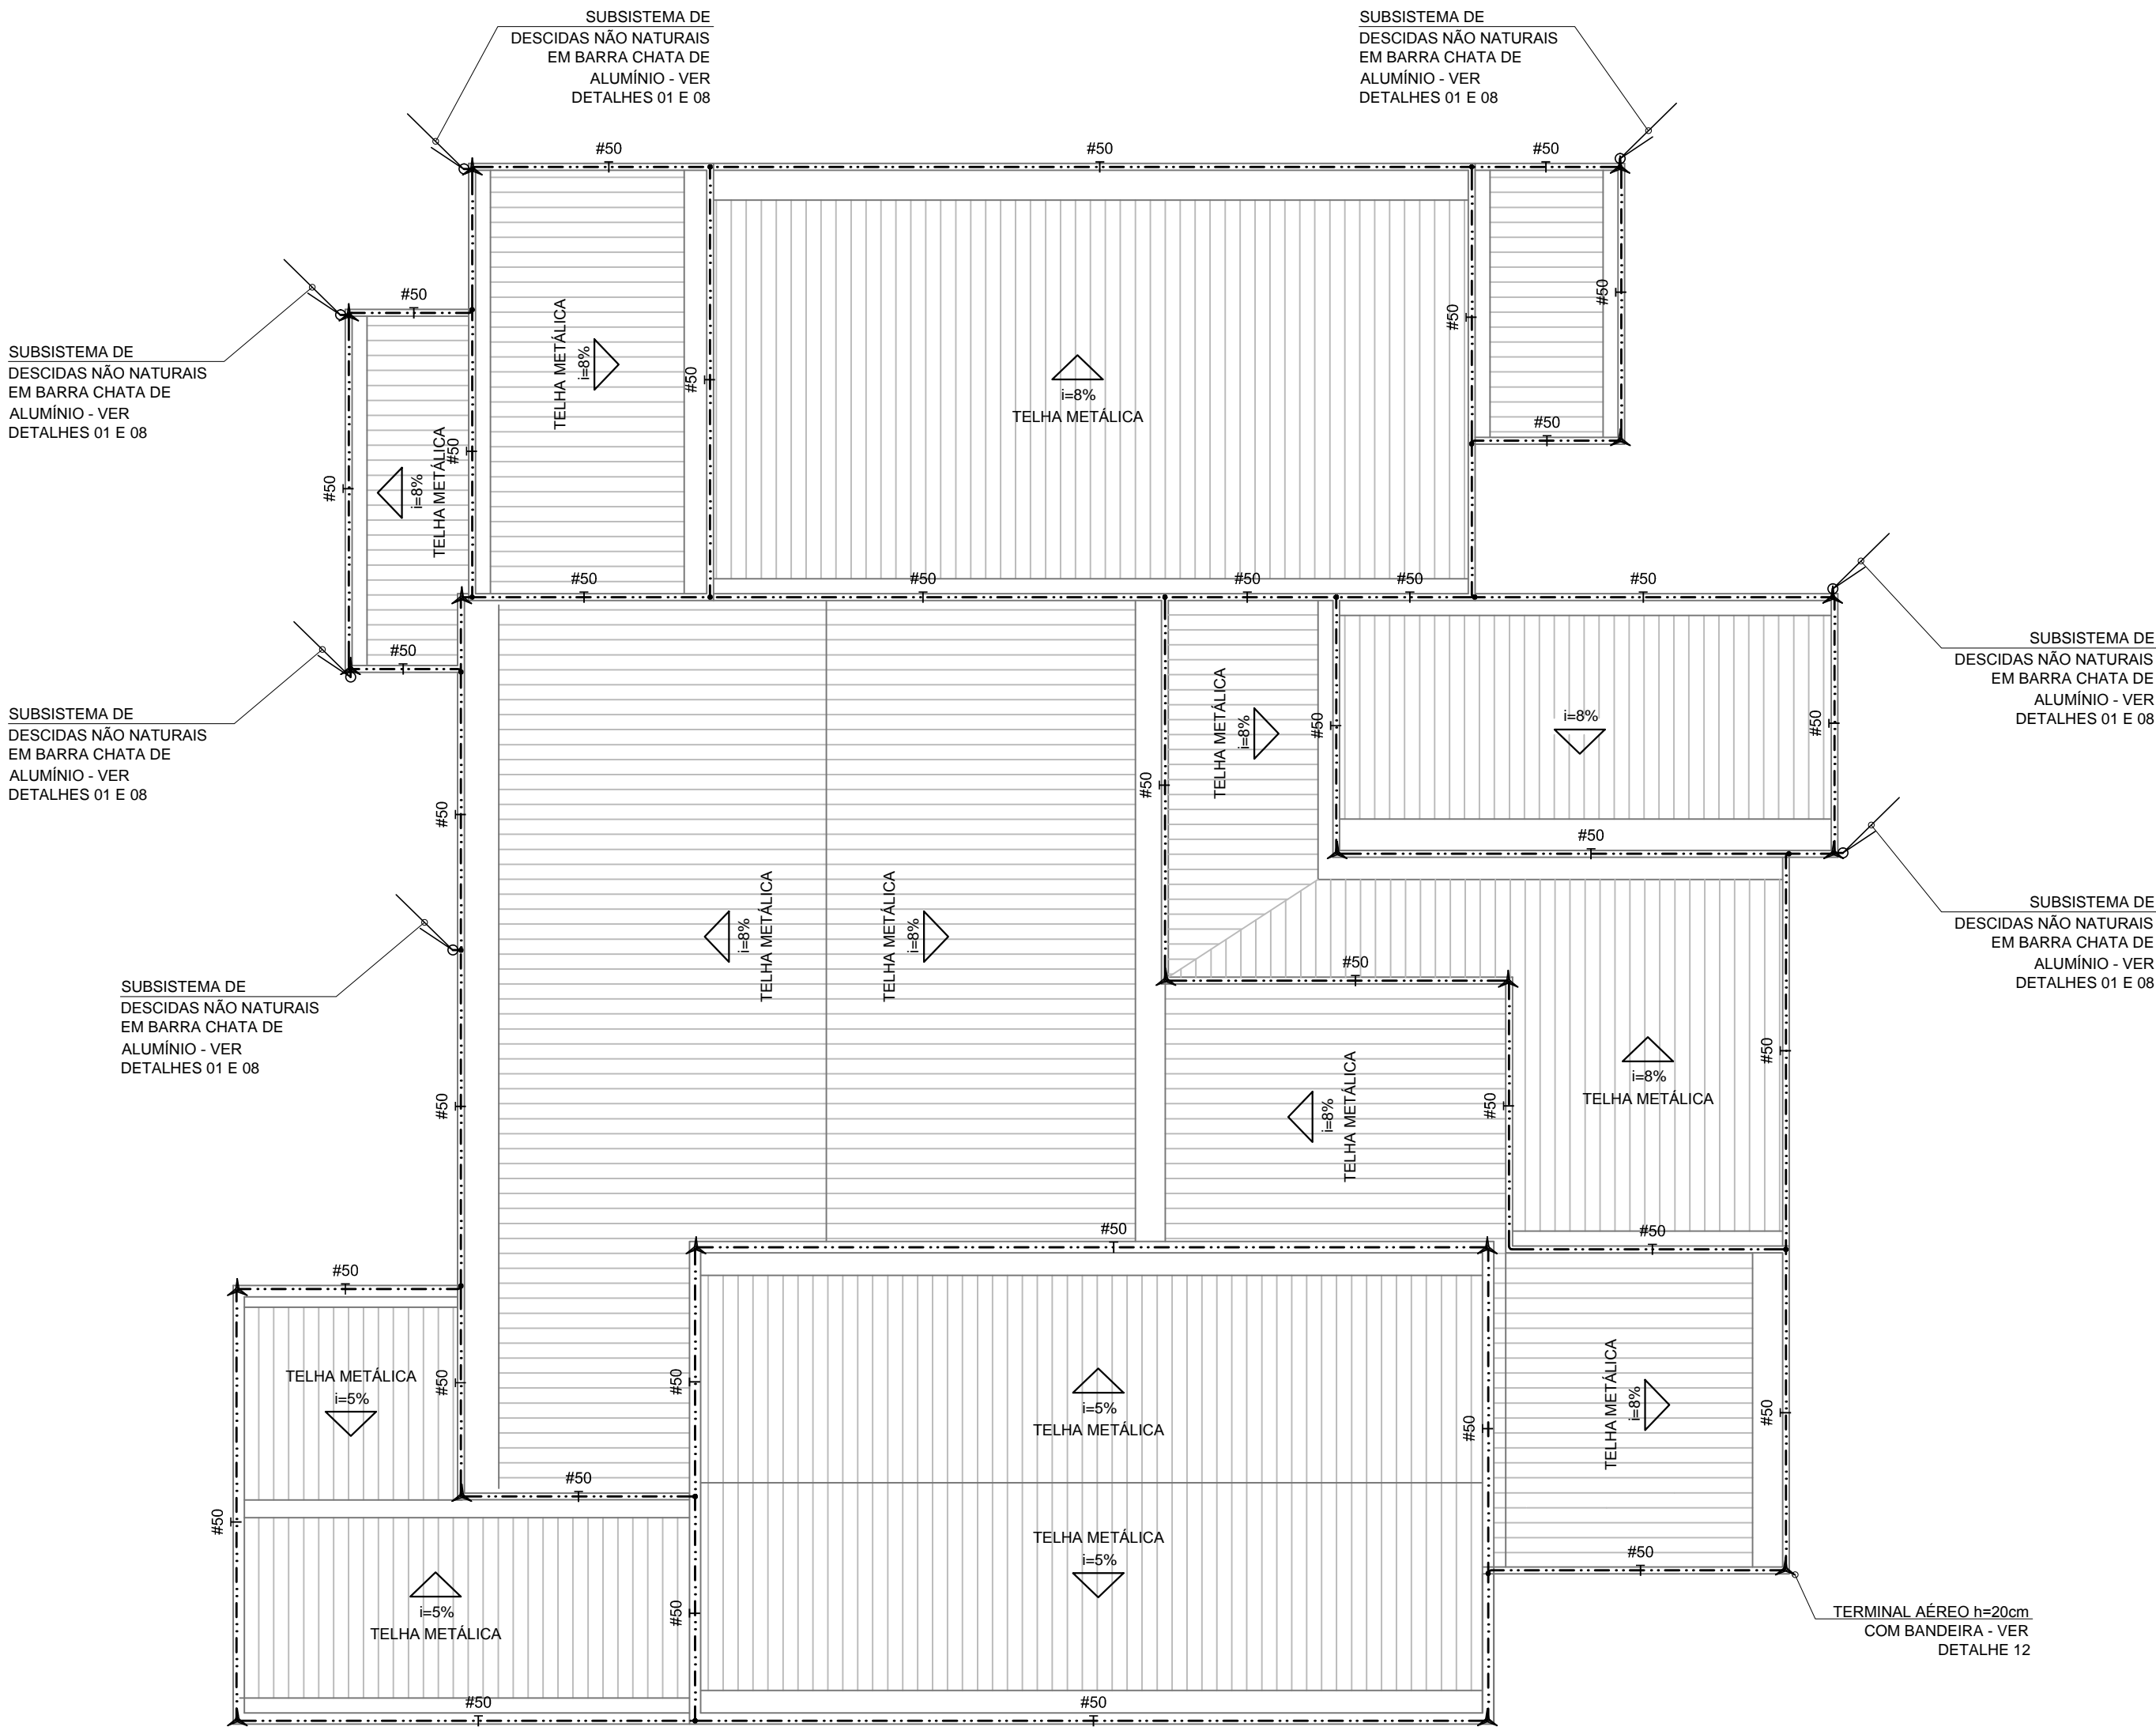 SUBSISTEMA DE
DESCIDAS NÃO NATURAIS
EM BARRA CHATA DE
ALUMÍNIO - VER
DETALHES 01 E 08
SUBSISTEMA DE
DESCIDAS NÃO NATURAIS
EM BARRA CHATA DE
ALUMÍNIO - VER
DETALHES 01 E 08
#50
#50
#50
#50
SUBSISTEMA DE
DESCIDAS NÃO NATURAIS
EM BARRA CHATA DE
ALUMÍNIO - VER
DETALHES 01 E 08
TELHA METÁLICA
i=8%
#50
i=8%
TELHA METÁLICA
#50
#50
#50
#50
i=8%
TELHA METÁLICA
#50
#50
#50
#50
#50
#50
#50
#50
SUBSISTEMA DE
DESCIDAS NÃO NATURAIS
EM BARRA CHATA DE
ALUMÍNIO - VER
DETALHES 01 E 08
SUBSISTEMA DE
DESCIDAS NÃO NATURAIS
EM BARRA CHATA DE
ALUMÍNIO - VER
DETALHES 01 E 08
TELHA METÁLICA
i=8%
#50
i=8%
#50
#50
#50
#50
SUBSISTEMA DE
DESCIDAS NÃO NATURAIS
EM BARRA CHATA DE
ALUMÍNIO - VER
DETALHES 01 E 08
i=8%
TELHA METÁLICA
TELHA METÁLICA
i=8%
#50
SUBSISTEMA DE
DESCIDAS NÃO NATURAIS
EM BARRA CHATA DE
ALUMÍNIO - VER
DETALHES 01 E 08
#50
#50
i=8%
TELHA METÁLICA
#50
i=8%
TELHA METÁLICA
#50
#50
#50
#50
TELHA METÁLICA
i=5%
#50
#50
i=5%
TELHA METÁLICA
#50
TELHA METÁLICA
i=8%
#50
#50
#50
TELHA METÁLICA
i=5%
#50
i=5%
TELHA METÁLICA
#50
TERMINAL AÉREO h=20cm
COM BANDEIRA - VER
DETALHE 12
#50
#50